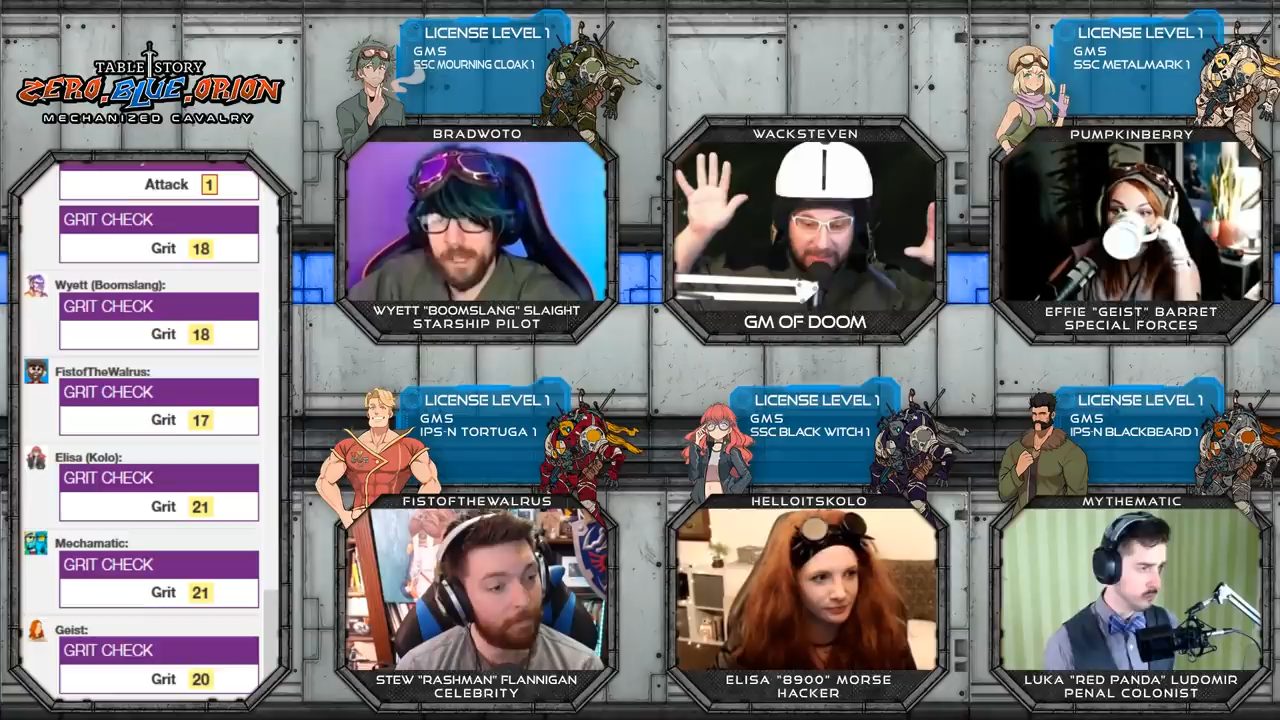 TABLE STORY
ZERO.BLUE.ORION
MECHANIZED CAVALRY
Attack 1
GRIT CHECK
Grit 18
Wyett (Boomslang):
GRIT CHECK
Grit 18
FistofTheWalrus:
GRIT CHECK
Grit 17
Elisa (Kolo):
GRIT CHECK
Grit 21
Mechamatic:
GRIT CHECK
Grit 21
Geist:
GRIT CHECK
Grit 20
LICENSE LEVEL 1
GMS
SSC MOURNING CLOAK 1
BRADWOTO
WYETT "BOOMSLANG" SLAIGHT
STARSHIP PILOT
WACKSTEVEN
GM OF DOOM
LICENSE LEVEL 1
GMS
SSC METALMARK 1
PUMPKINBERRY
EFFIE "GEIST" BARRET
SPECIAL FORCES
LICENSE LEVEL 1
GMS
IPS-N TORTUGA 1
FISTOFTHEWALRUS
STEW "RASHMAN" FLANNIGAN
CELEBRITY
LICENSE LEVEL 1
GMS
SSC BLACK WITCH 1
HELLOITSKOLO
ELISA "8900" MORSE
HACKER
LICENSE LEVEL 1
GMS
IPS-N BLACKBEARD 1
MYTHEMATIC
LUKA "RED PANDA" LUDOMIR
PENAL COLONIST